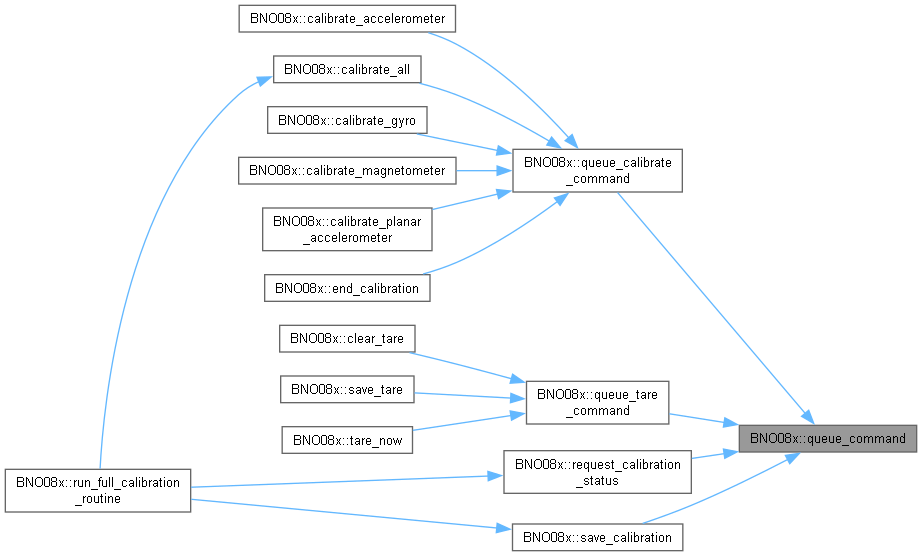 BNO08x::calibrate_accelerometer
BNO08x::calibrate_all
BNO08x::calibrate_gyro
BNO08x::queue_calibrate
_command
BNO08x::calibrate_magnetometer
BNO08x::calibrate_planar
_accelerometer
BNO08x::end_calibration
BNO08x::clear_tare
BNO08x::save_tare
BNO08x::queue_tare
_command
BNO08x::tare_now
BNO08x::queue_command
BNO08x::request_calibration
_status
BNO08x::run_full_calibration
_routine
BNO08x::save_calibration